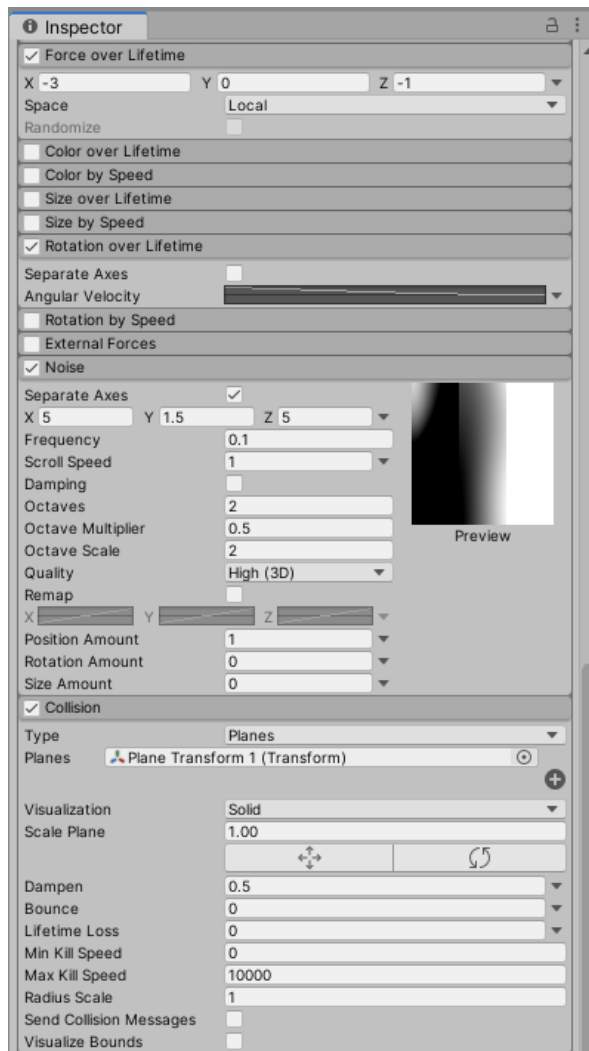 Inspector
Force over Lifetime
X -3 Y 0 Z -1
Space Local
Randomize
Color over Lifetime
Color by Speed
Size over Lifetime
Size by Speed
Rotation over Lifetime
Separate Axes
Angular Velocity
Rotation by Speed
External Forces
Noise
Separate Axes
X 5 Y 1.5 Z 5
Frequency 0.1
Scroll Speed 1
Damping
Octaves 2
Octave Multiplier 0.5
Preview
Octave Scale 2
Quality High (3D)
Remap
X Y Z
Position Amount 1
Rotation Amount 0
Size Amount 0
Collision
Type Planes
Planes Plane Transform 1 (Transform)
Visualization Solid
Scale Plane 1.00
Dampen 0.5
Bounce 0
Lifetime Loss 0
Min Kill Speed 0
Max Kill Speed 10000
Radius Scale 1
Send Collision Messages
Visualize Bounds